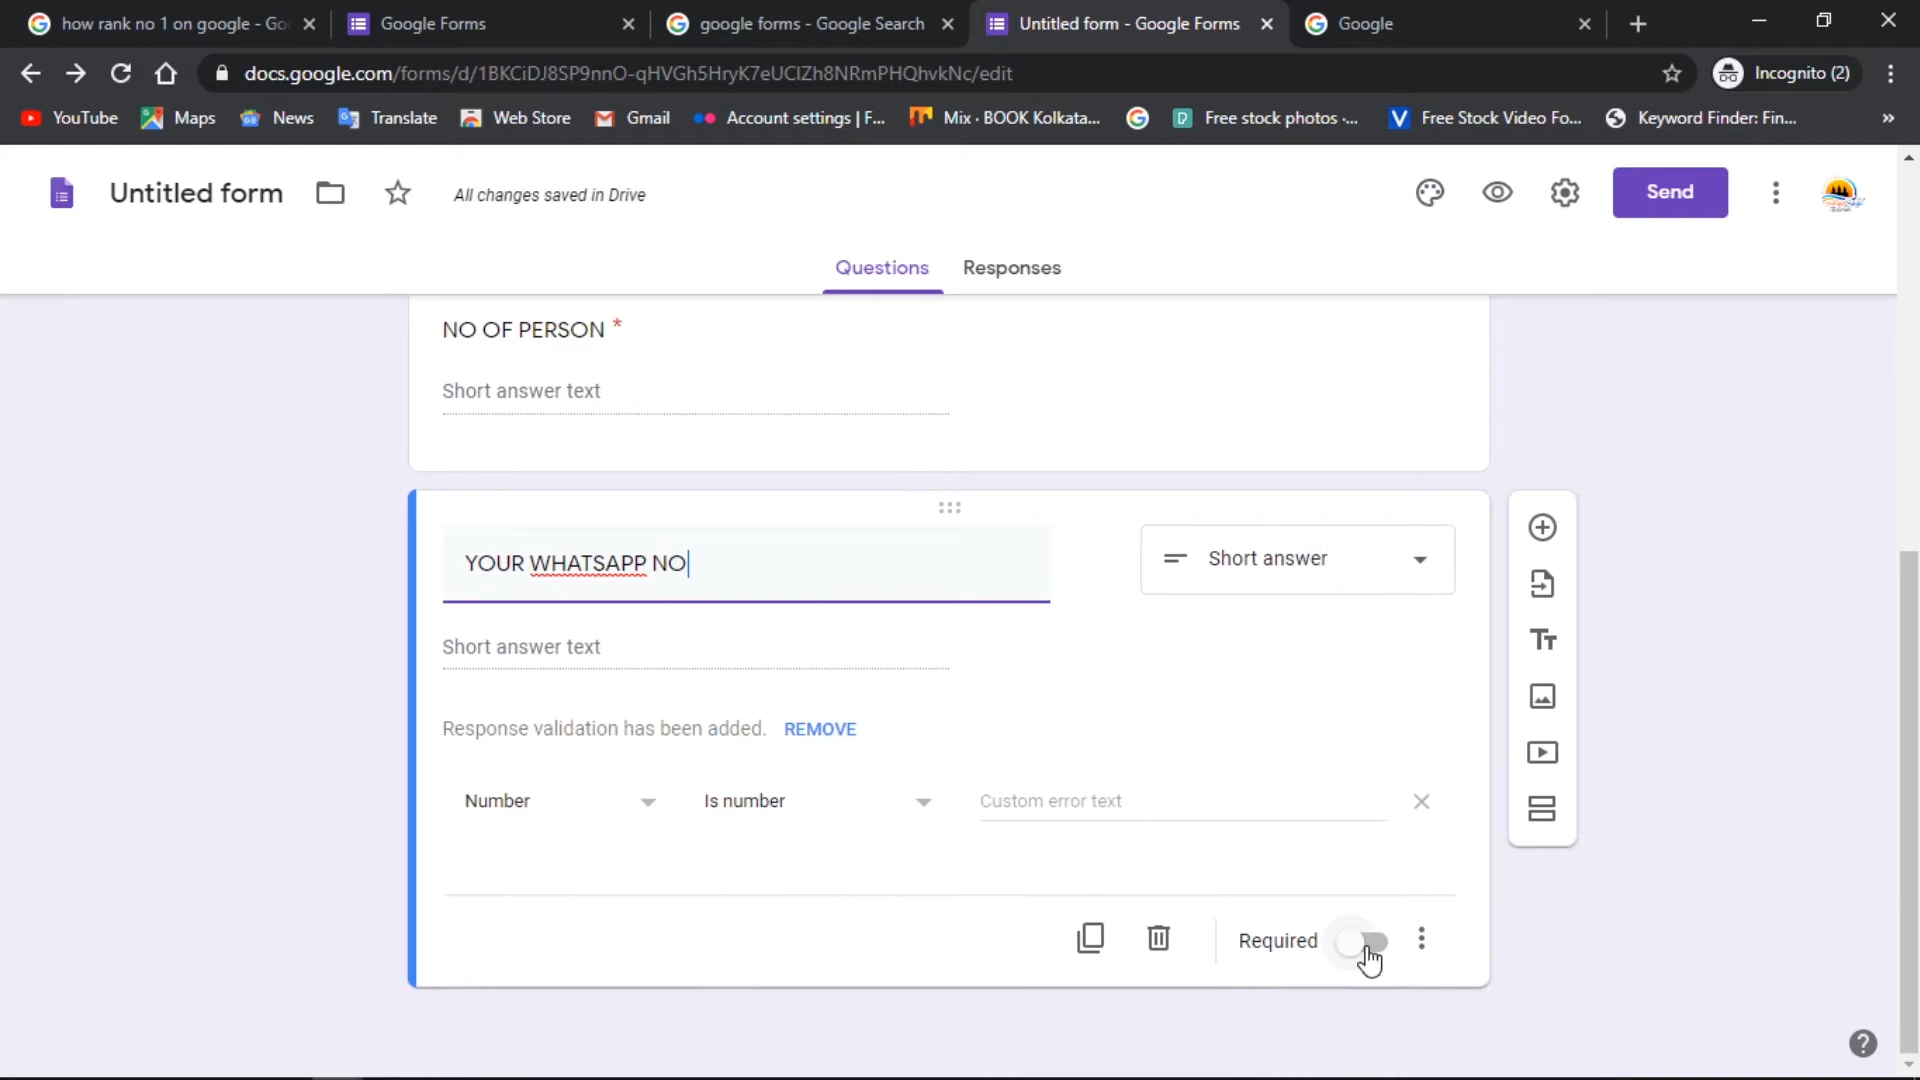 how rank no 1 on google - Go
Google Forms
google forms - Google Search
Untitled form - Google Forms
Google
docs.google.com/forms/d/1BKCiDJ8SP9nnO-qHVGh5HryK7eUCIZh8NRmPHQhvkNc/edit
Incognito (2)
YouTube
Maps
News
Translate
Web Store
Gmail
Account settings | F...
Mix · BOOK Kolkata...
Free stock photos ·...
Free Stock Video Fo...
Keyword Finder: Fin...
»
Untitled form
All changes saved in Drive
Send
Questions
Responses
NO OF PERSON *
Short answer text
YOUR WHATSAPP NO
Short answer
Short answer text
Response validation has been added. REMOVE
Number
Is number
Custom error text
Required